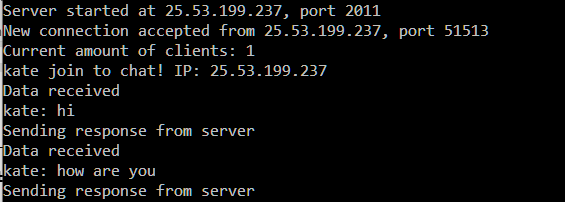 Server started at 25.53.199.237, port 2011
New connection accepted from 25.53.199.237, port 51513
Current amount of clients: 1
kate join to chat! IP: 25.53.199.237
Data received
kate: hi
Sending response from server
Data received
kate: how are you
Sending response from server